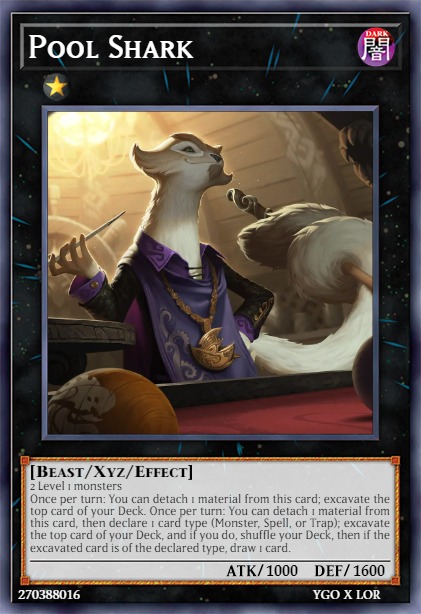 Pool Shark
DARK
闇
[Beast/Xyz/Effect]
2 Level 1 monsters
Once per turn: You can detach 1 material from this card; excavate the
top card of your Deck. Once per turn: You can detach 1 material from
this card, then declare 1 card type (Monster, Spell, or Trap); excavate
the top card of your Deck, and if you do, shuffle your Deck, then if the
excavated card is of the declared type, draw 1 card.
ATK/1000 DEF/1600
270388016 YGO X LOR